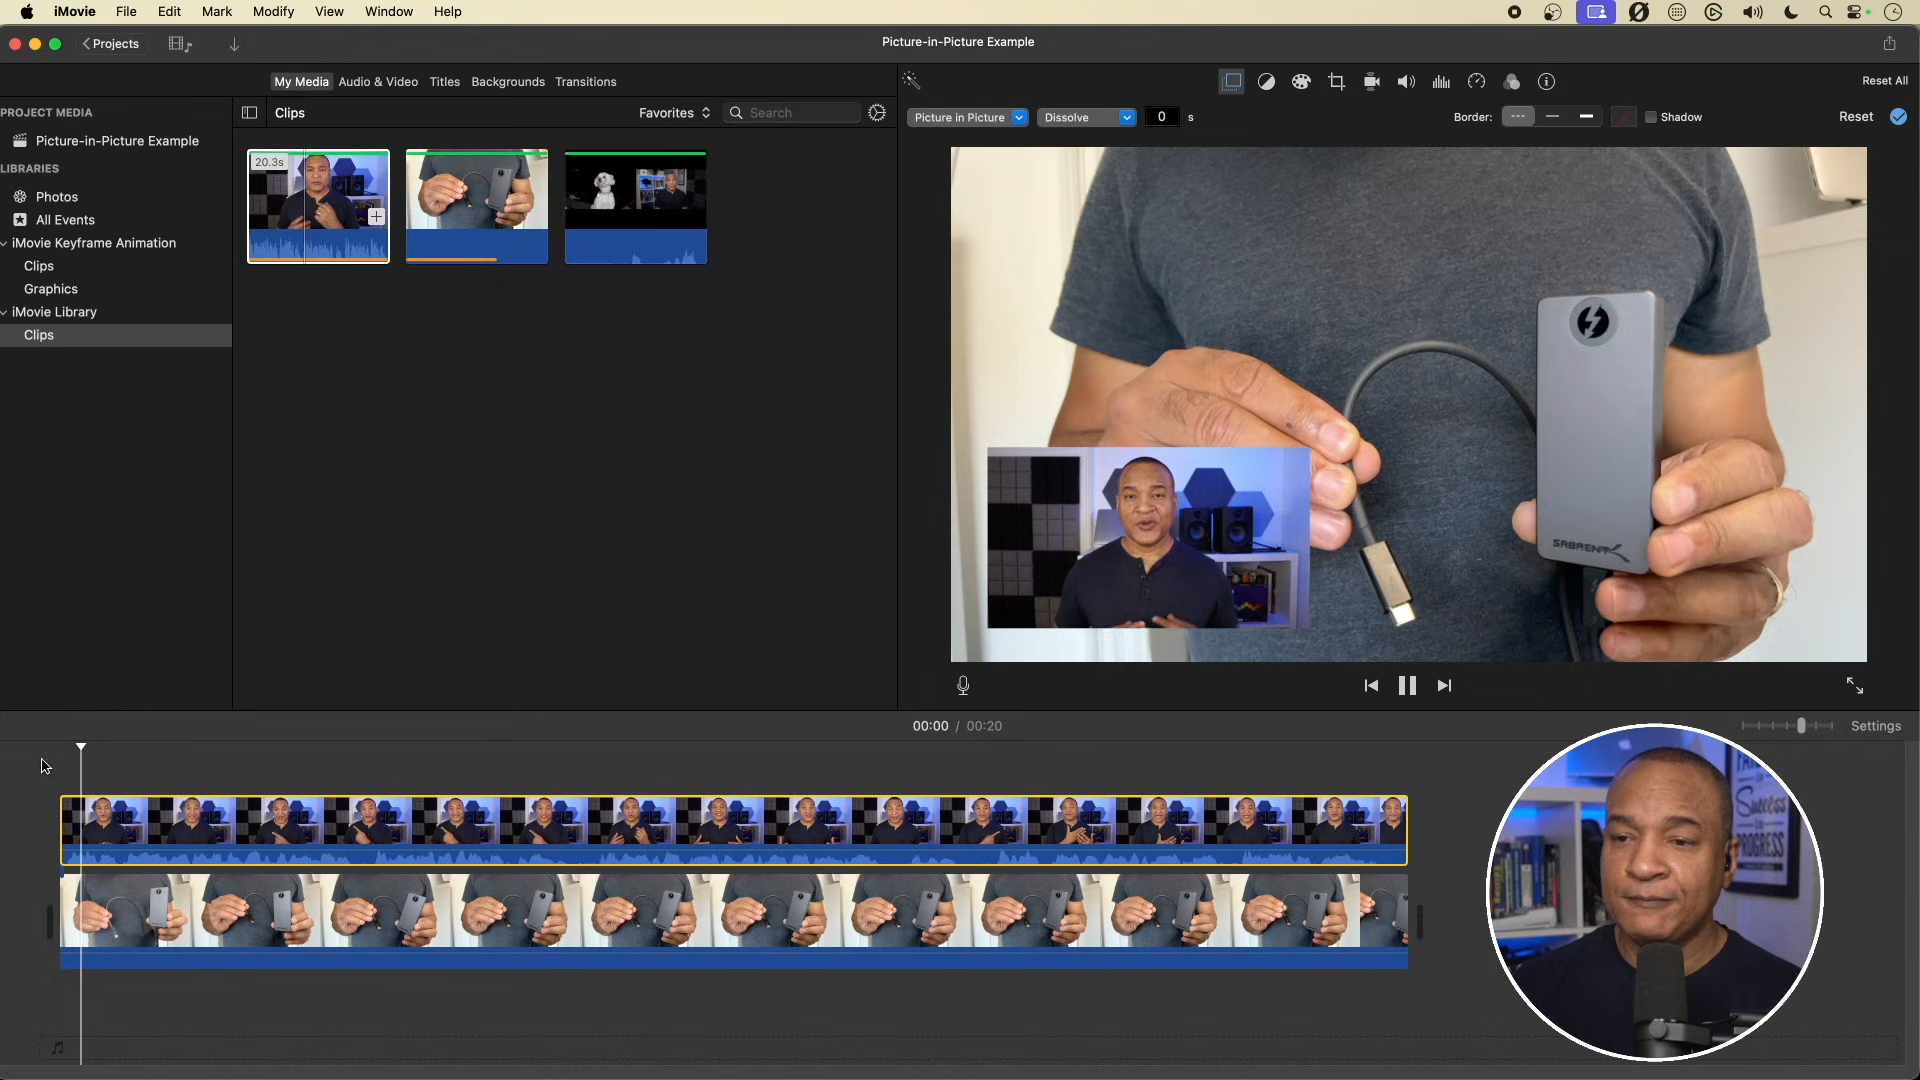 iMovie File Edit Mark Modify View Window Help
Projects
Picture-in-Picture Example
My Media Audio & Video Titles Backgrounds Transitions
Reset All
PROJECT MEDIA
Picture-in-Picture Example
LIBRARIES
Photos
All Events
iMovie Keyframe Animation
Clips
Graphics
iMovie Library
Clips
Clips
Favorites
Search
20.3s
Picture in Picture
Dissolve
0 s
Border:
Shadow
Reset
SABRENT
00:00 / 00:20
Settings
Success
PROGRESS